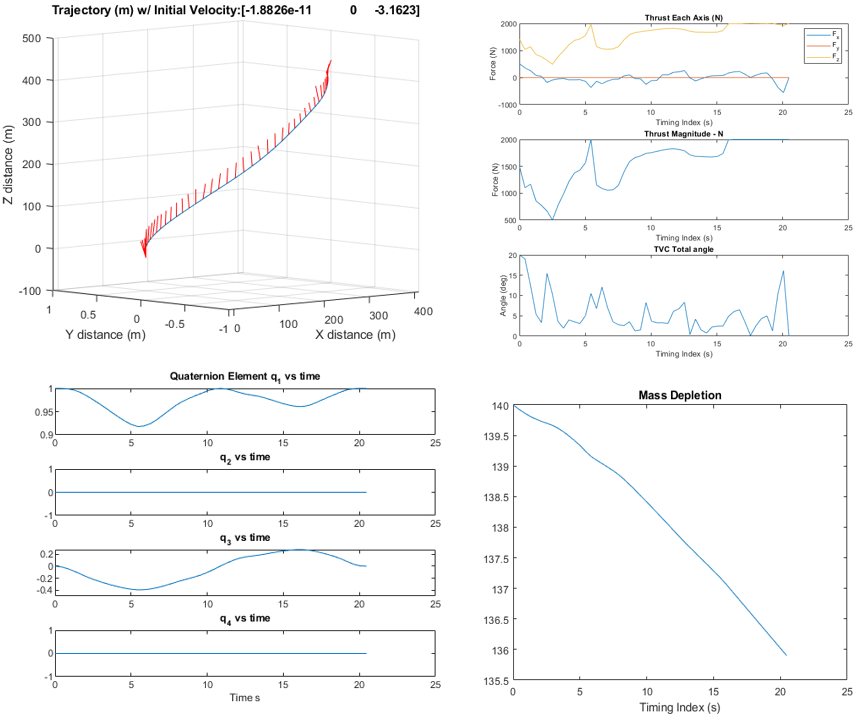 Trajectory (m) w/ Initial Velocity:[-1.8826e-11 0 -3.1623]
500
400
300
200
100
0
-100
Z distance (m)
1
0.5
0
-0.5
-1
Y distance (m)
0
100
200
300
400
X distance (m)
Thrust Each Axis (N)
2000
1000
0
-1000
Force (N)
F_x
F_y
F_z
0 5 10 15 20 25
Timing Index (s)
Thrust Magnitude - N
2000
1500
1000
500
Force (N)
0 5 10 15 20 25
Timing Index (s)
TVC Total angle
20
15
10
5
0
Angle (deg)
0 5 10 15 20 25
Timing Index (s)
Quaternion Element q_1 vs time
1
0.95
0.9
0 5 10 15 20 25
q_2 vs time
1
0
-1
0 5 10 15 20 25
q_3 vs time
0.2
0
-0.2
-0.4
0 5 10 15 20 25
q_4 vs time
1
0
-1
0 5 10 15 20 25
Time s
Mass Depletion
140
139.5
139
138.5
138
137.5
137
136.5
136
135.5
0 5 10 15 20 25
Timing Index (s)